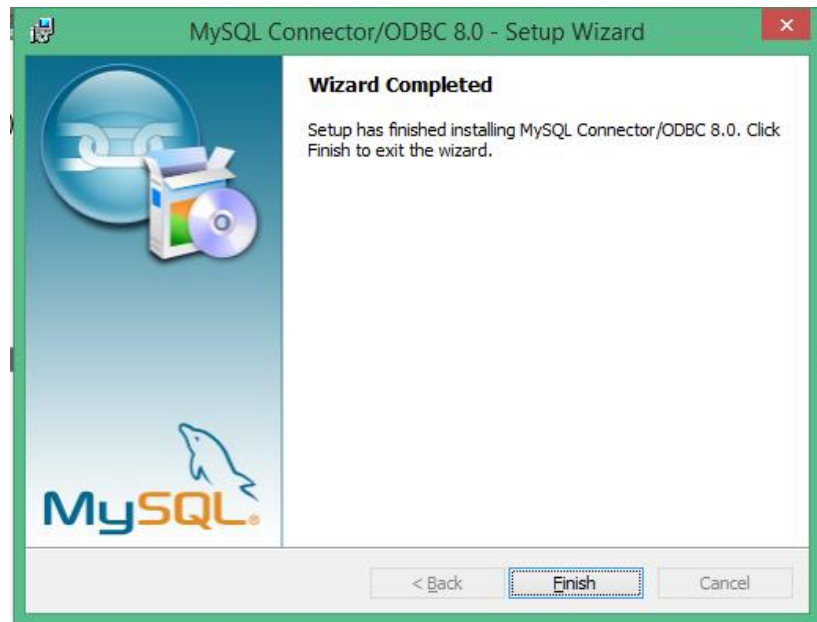 MySQL Connector/ODBC 8.0 - Setup Wizard
Wizard Completed
Setup has finished installing MySQL Connector/ODBC 8.0. Click
Finish to exit the wizard.
MySQL®
< Back
Finish
Cancel